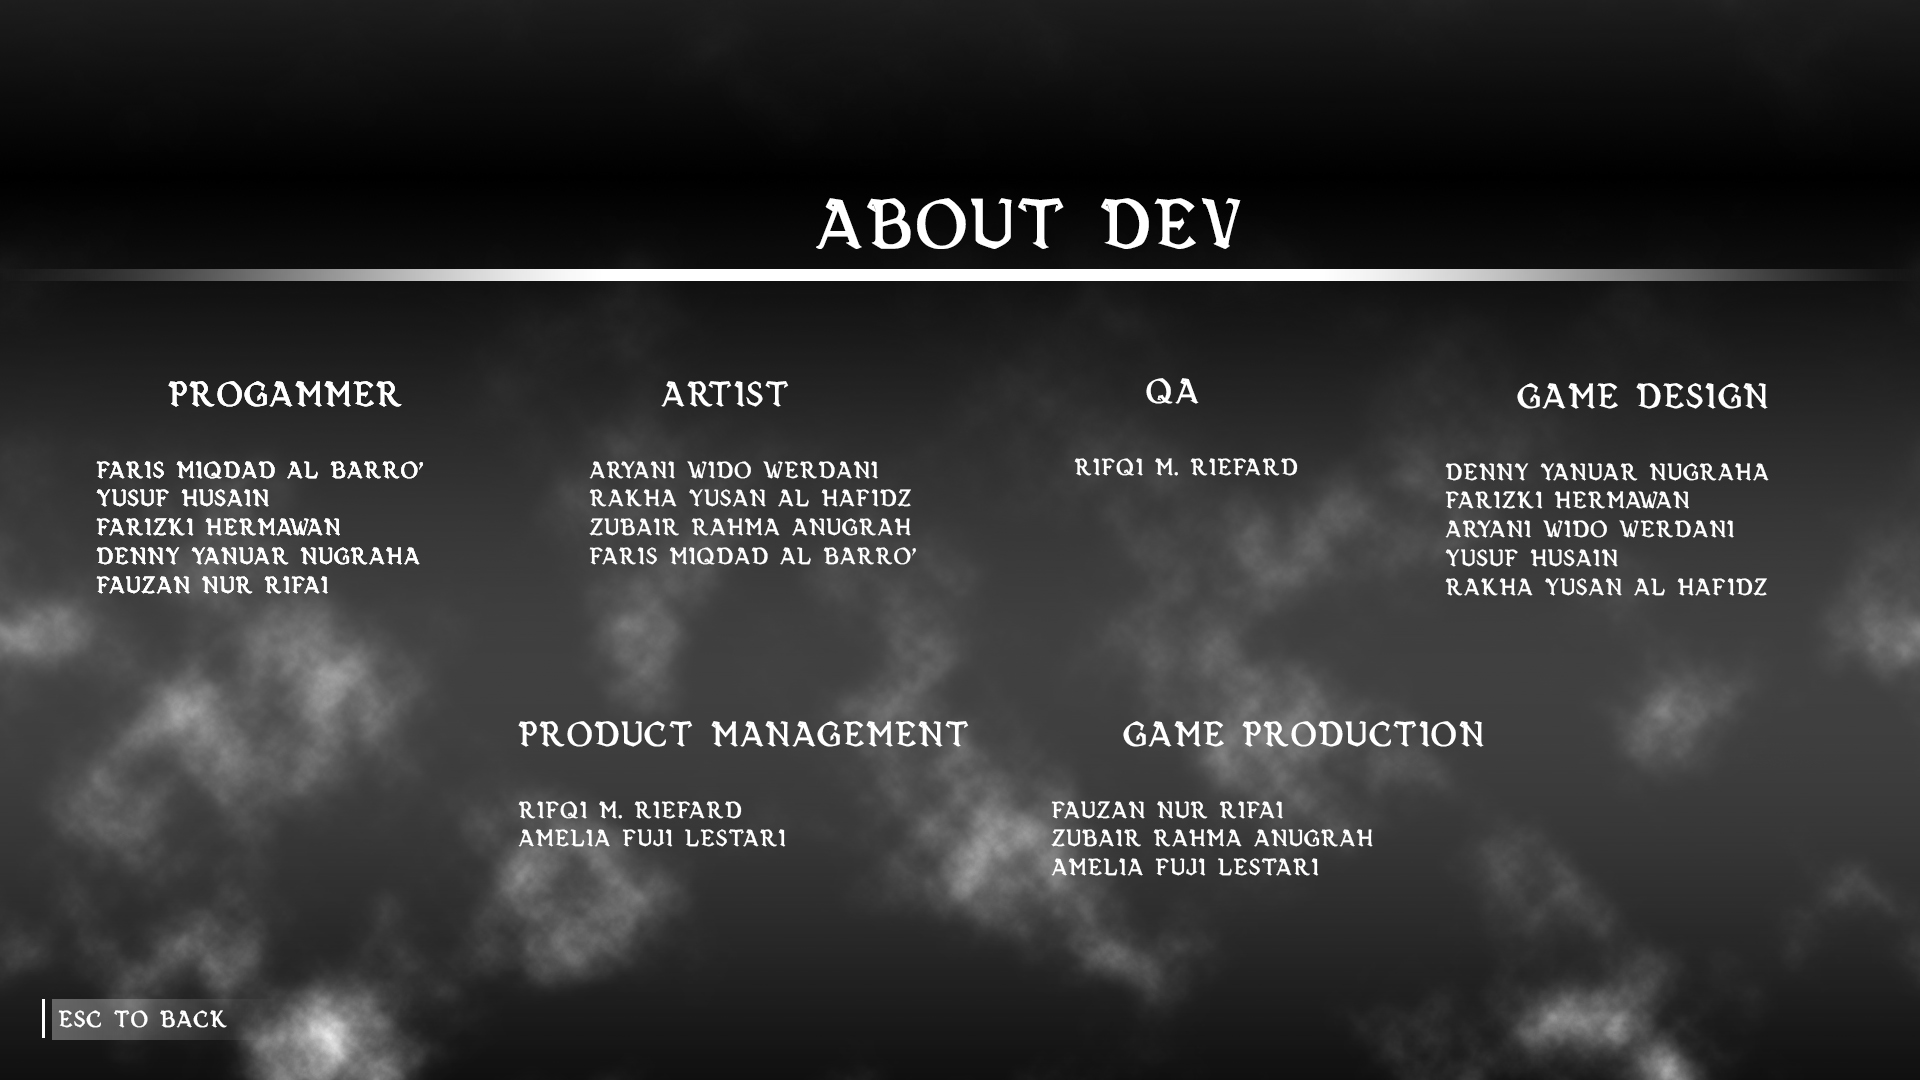 ABOUT DEV
PROGAMMER
FARIS MIQDAD AL BARRO'
YUSUF HUSAIN
FARIZKI HERMAWAN
DENNY YANUAR NUGRAHA
FAUZAN NUR RIFAI
ARTIST
ARYANI WIDO WERDANI
RAKHA YUSAN AL HAFIDZ
ZUBAIR RAHMA ANUGRAH
FARIS MIQDAD AL BARRO'
QA
RIFQI M. RIEFARD
GAME DESIGN
DENNY YANUAR NUGRAHA
FARIZKI HERMAWAN
ARYANI WIDO WERDANI
YUSUF HUSAIN
RAKHA YUSAN AL HAFIDZ
PRODUCT MANAGEMENT
RIFQI M. RIEFARD
AMELIA FUJI LESTARI
GAME PRODUCTION
FAUZAN NUR RIFAI
ZUBAIR RAHMA ANUGRAH
AMELIA FUJI LESTARI
ESC TO BACK